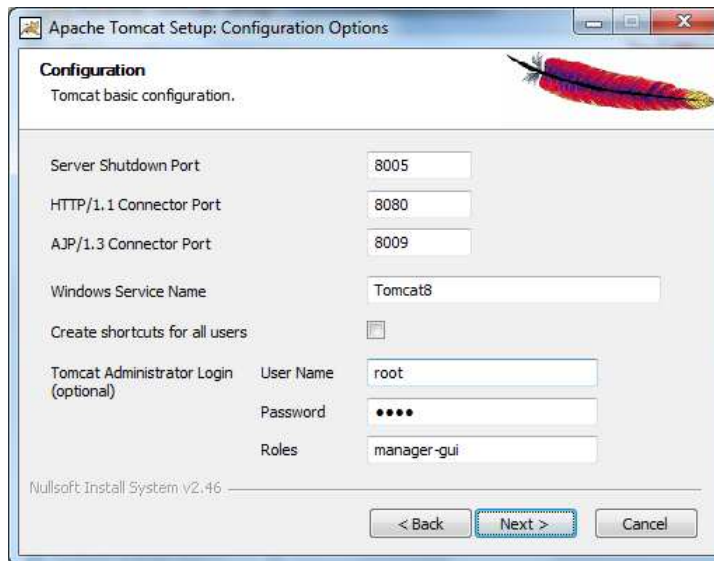 Apache Tomcat Setup: Configuration Options
Configuration
Tomcat basic configuration.
Server Shutdown Port 8005
HTTP/1.1 Connector Port 8080
AJP/1.3 Connector Port 8009
Windows Service Name Tomcat8
Create shortcuts for all users
Tomcat Administrator Login (optional) User Name root
Password ●●●●
Roles manager-gui
Nullsoft Install System v2.46
< Back Next > Cancel